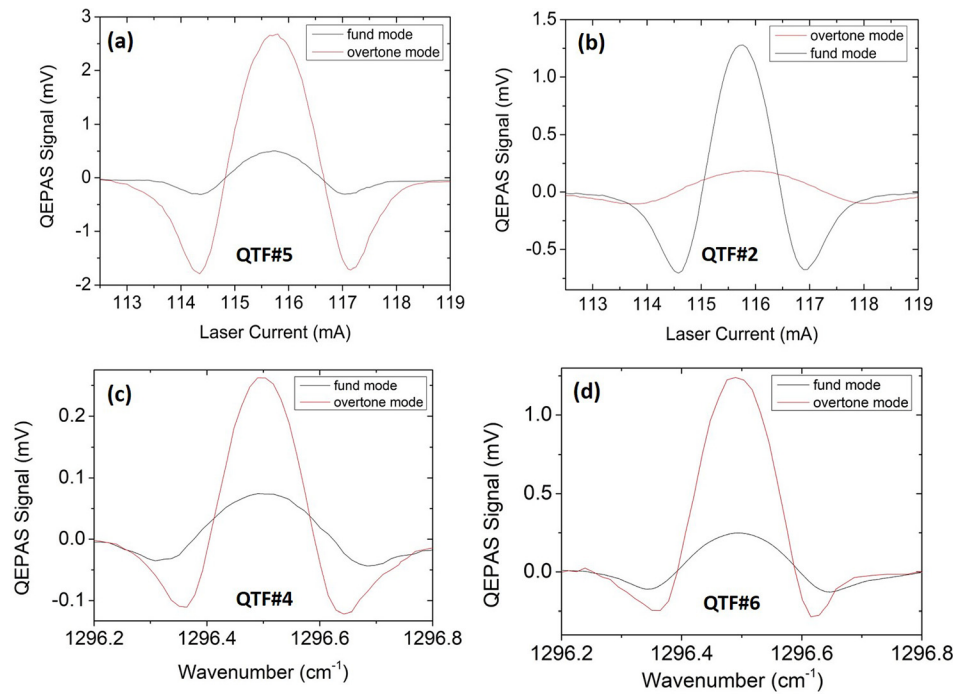 (a)
fund mode
overtone mode
QEPAS Signal (mV)
3
2
1
0
-1
-2
QTF#5
113 114 115 116 117 118 119
Laser Current (mA)
(b)
overtone mode
fund mode
QEPAS Signal (mV)
1.5
1.0
0.5
0.0
-0.5
QTF#2
113 114 115 116 117 118 119
Laser Current (mA)
(c)
fund mode
overtone mode
QEPAS Signal (mV)
0.2
0.1
0.0
-0.1
QTF#4
1296.2 1296.4 1296.6 1296.8
Wavenumber (cm⁻¹)
(d)
fund mode
overtone mode
QEPAS Signal (mV)
1.0
0.5
0.0
QTF#6
1296.2 1296.4 1296.6 1296.8
Wavenumber (cm⁻¹)